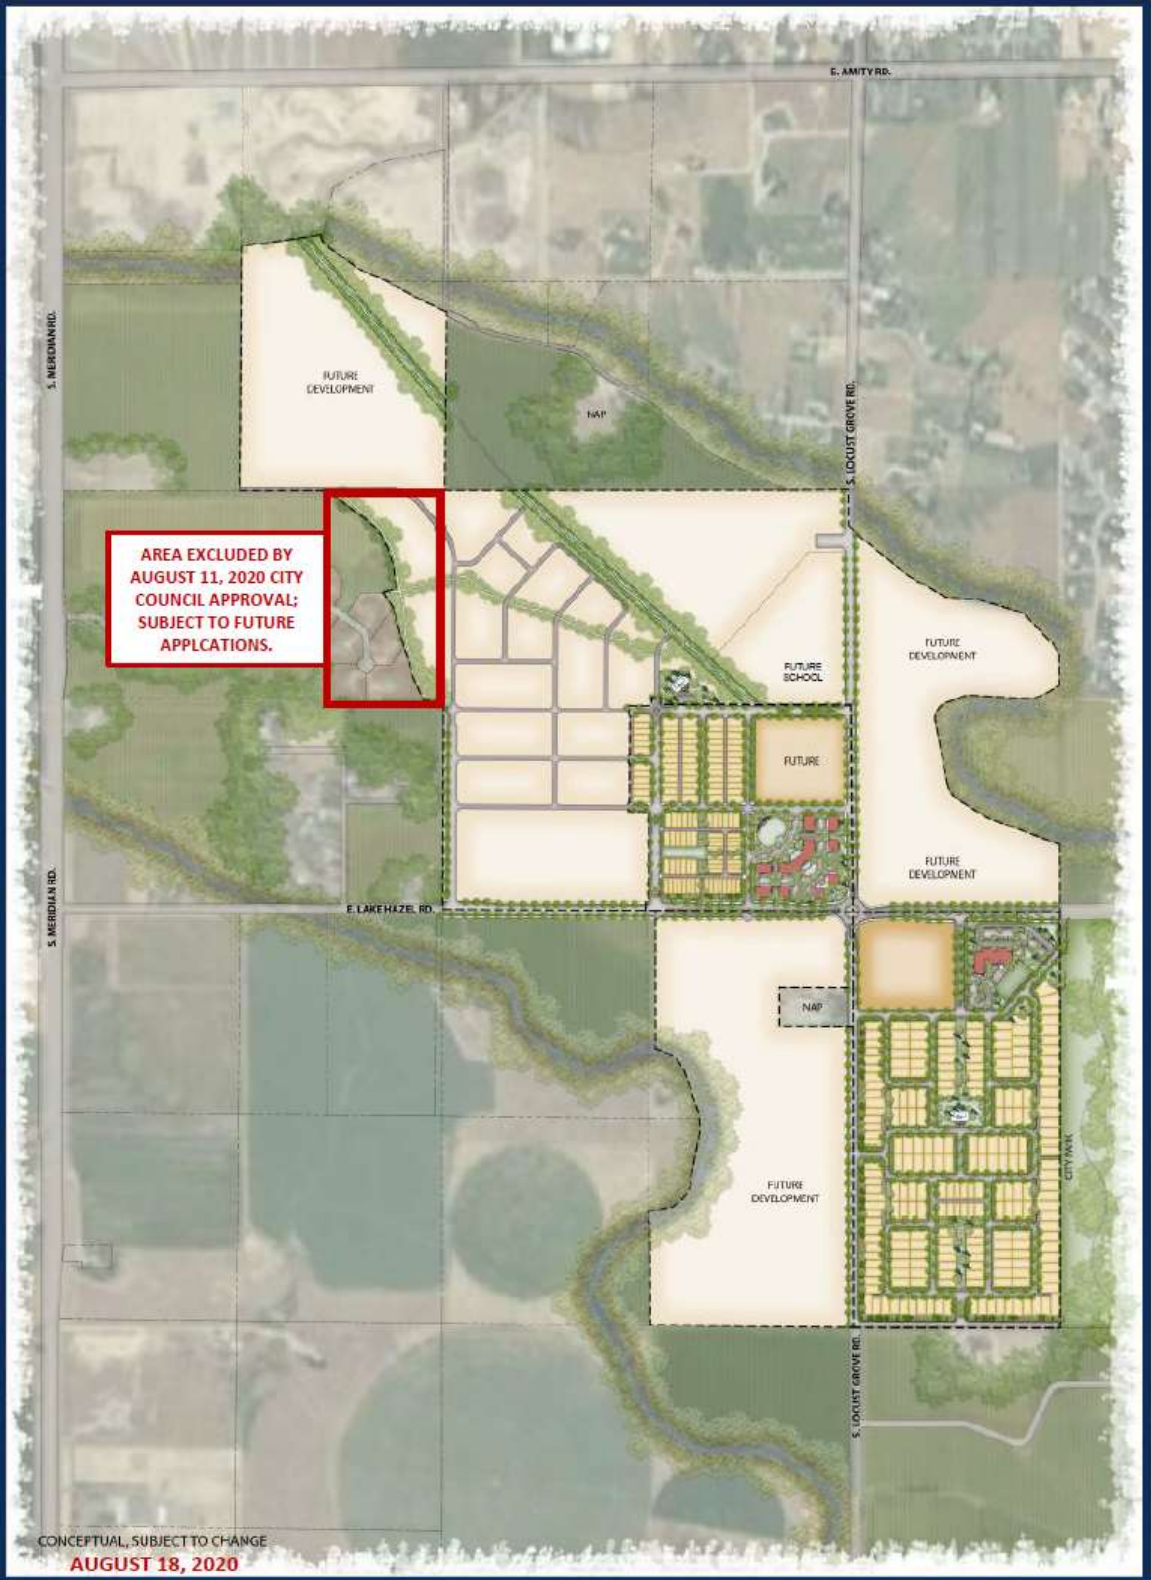 E. AMITY RD.
S. MERIDIAN RD.
FUTURE
DEVELOPMENT
NAP
S. LOCUST GROVE RD.
AREA EXCLUDED BY
AUGUST 11, 2020 CITY
COUNCIL APPROVAL;
SUBJECT TO FUTURE
APPLCATIONS.
FUTURE
DEVELOPMENT
FUTURE
SCHOOL
FUTURE
FUTURE
DEVELOPMENT
S. MERIDIAN RD.
E. LAKE HAZEL RD.
NAP
CITY PARK
FUTURE
DEVELOPMENT
S. LOCUST GROVE RD.
CONCEPTUAL, SUBJECT TO CHANGE
AUGUST 18, 2020